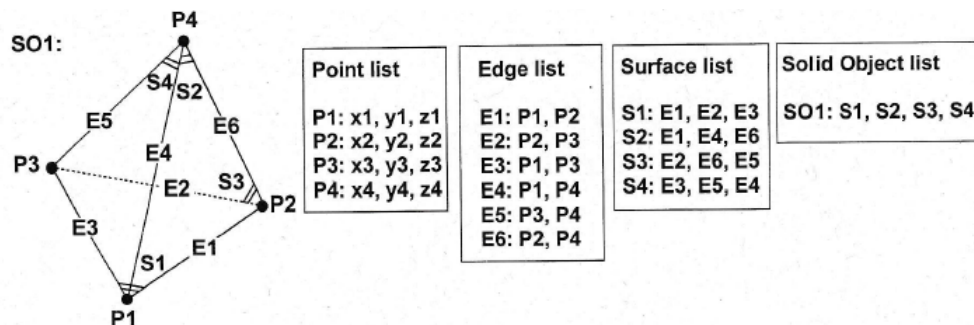 SO1:
P4
S4
S2
E5
E6
E4
P3
E2
S3
P2
E3
E1
S1
P1
Point list
P1: x1, y1, z1
P2: x2, y2, z2
P3: x3, y3, z3
P4: x4, y4, z4
Edge list
E1: P1, P2
E2: P2, P3
E3: P1, P3
E4: P1, P4
E5: P3, P4
E6: P2, P4
Surface list
S1: E1, E2, E3
S2: E1, E4, E6
S3: E2, E6, E5
S4: E3, E5, E4
Solid Object list
SO1: S1, S2, S3, S4